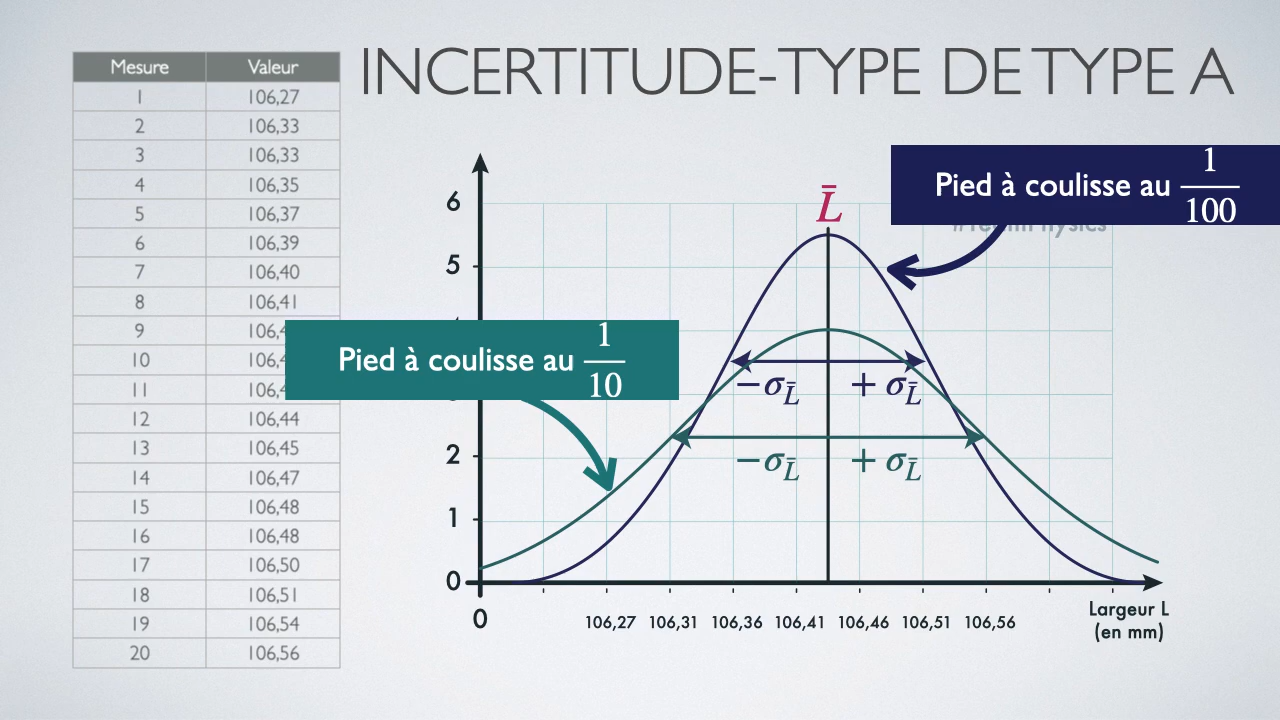 INCERTITUDE-TYPE DE TYPE A
Mesure Valeur
1 106,27
2 106,33
3 106,33
4 106,35
5 106,37
6 106,39
7 106,40
8 106,41
9
10
11
12 106,44
13 106,45
14 106,47
15 106,48
16 106,48
17 106,50
18 106,51
19 106,54
20 106,56
Pied à coulisse au 1/100
L̄
6
5
Pied à coulisse au 1/10
−σL̄ + σL̄
2
−σL̄ + σL̄
1
0
0 106,27 106,31 106,36 106,41 106,46 106,51 106,56
Largeur L
(en mm)